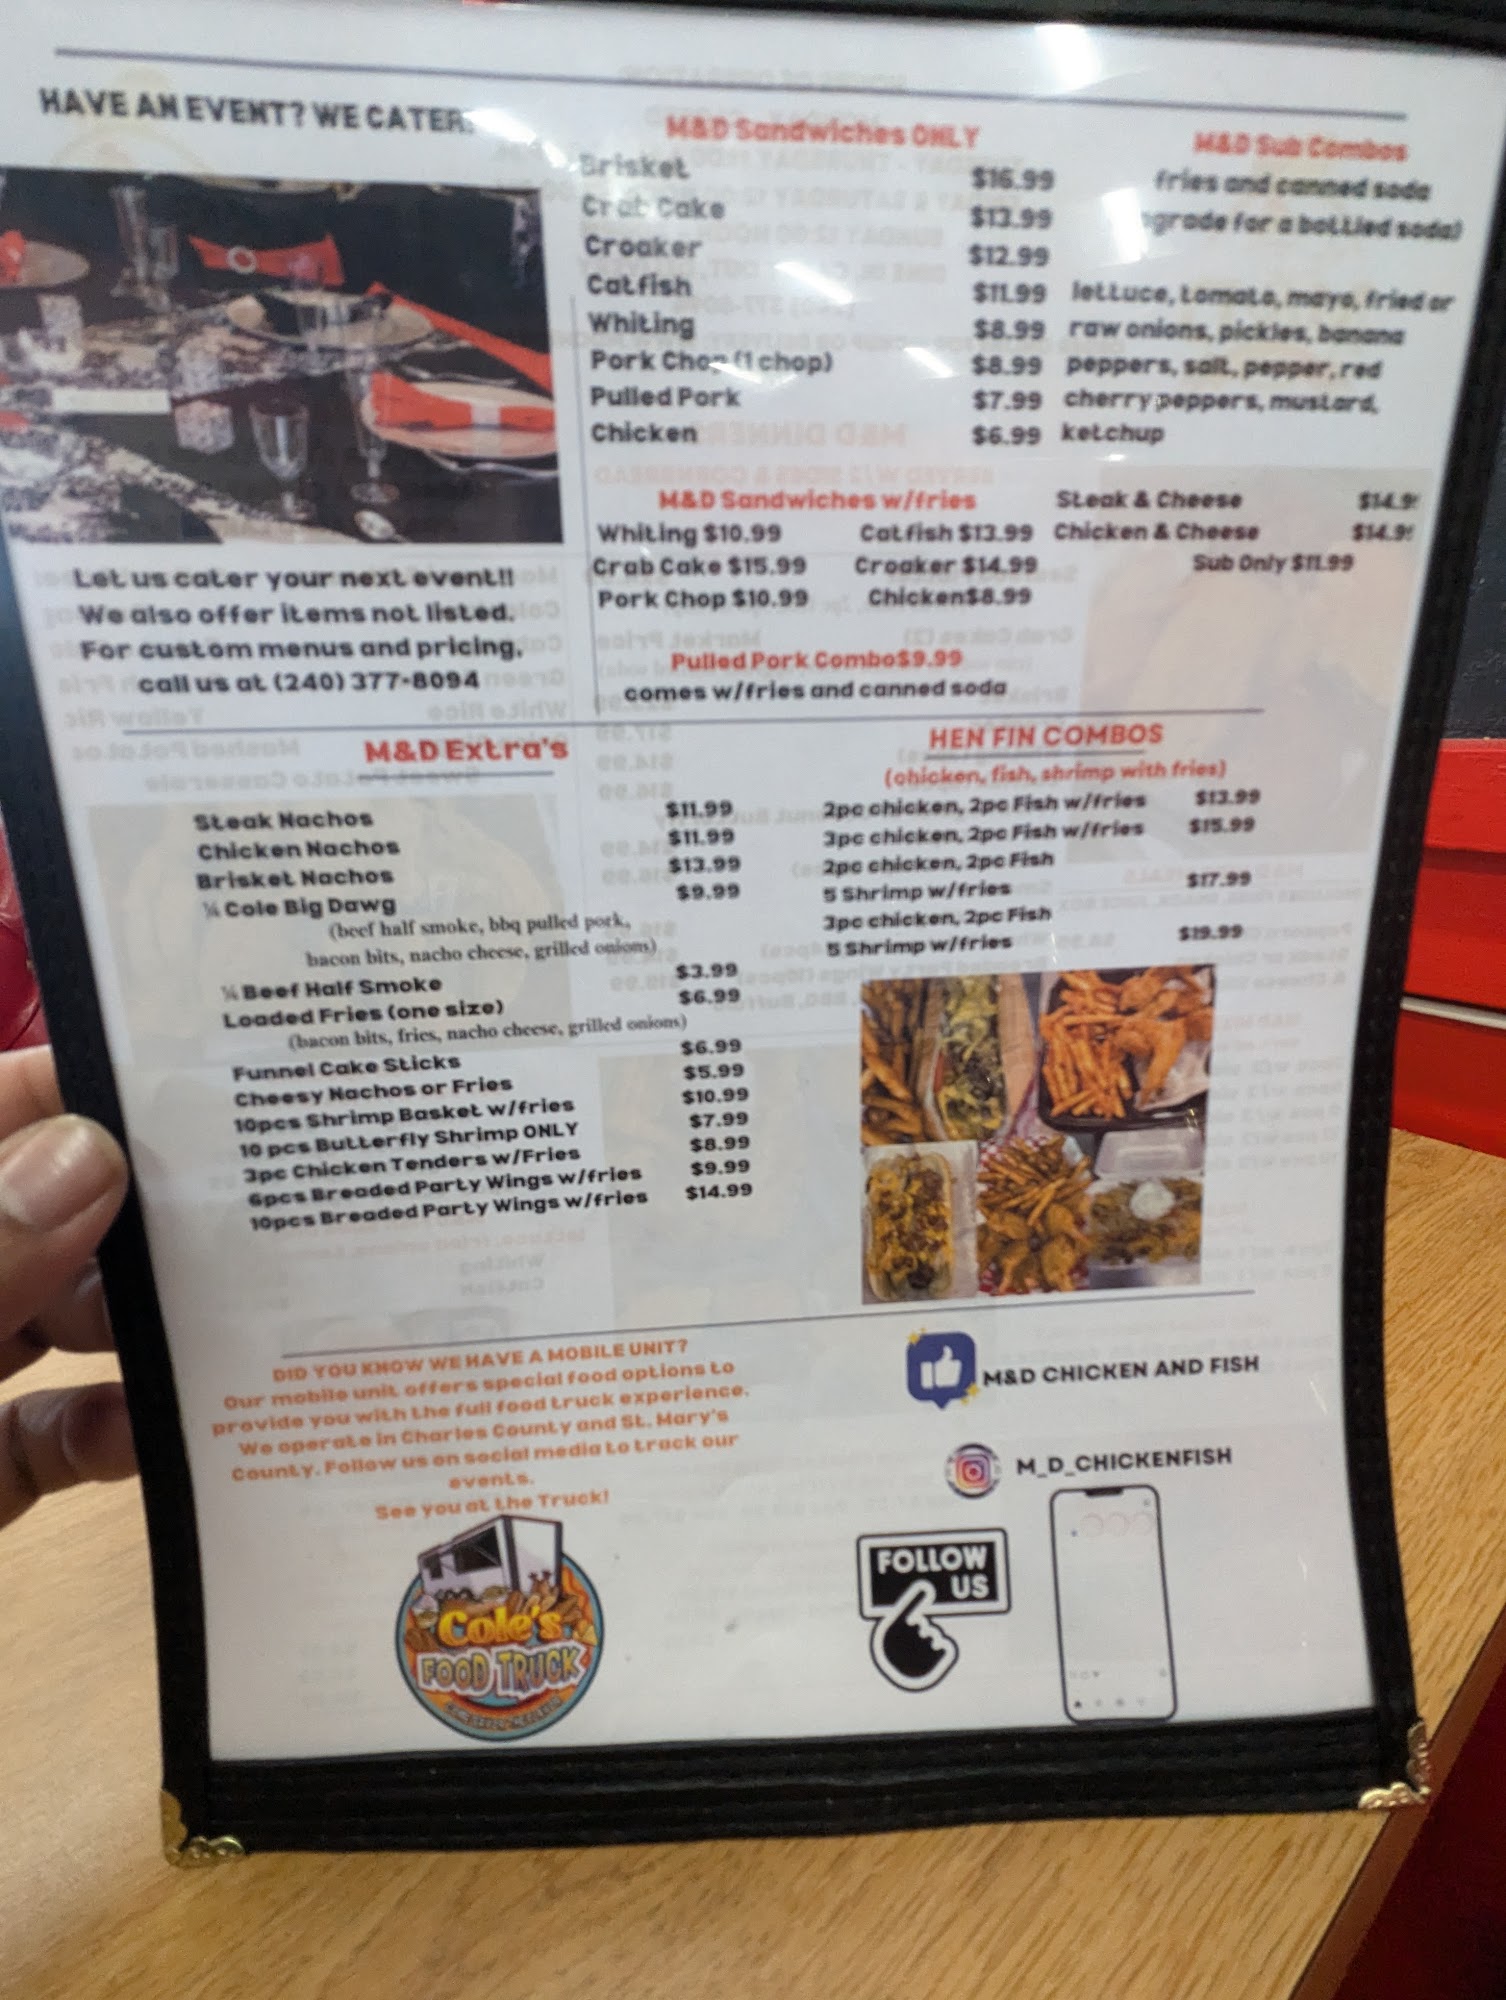 HAVE AN EVENT? WE CATER.
Let us cater your next event!!
We also offer items not listed.
For custom menus and pricing,
call us at (240) 377-8094
M&D Sandwiches ONLY
Brisket $16.99
Crab Cake $13.99
Croaker $12.99
Catfish $11.99
Whiting $8.99
Pork Chop (1 chop) $8.99
Pulled Pork $7.99
Chicken $6.99
M&D Sub Combos
fries and canned soda
for a bottled soda)
lettuce, tomato, mayo, fried or
raw onions, pickles, banana
peppers, salt, pepper, red
cherry peppers, mustard,
ketchup
Steak & Cheese
Chicken & Cheese
Sub Only $11.99
M&D Sandwiches w/fries
Whiting $10.99 Catfish $13.99
Crab Cake $15.99 Croaker $14.99
Pork Chop $10.99 Chicken$8.99
Pulled Pork Combo$9.99
comes w/fries and canned soda
M&D Extra's
Steak Nachos $11.99
Chicken Nachos $11.99
Brisket Nachos $13.99
Cole Big Dawg $9.99
(beef half smoke, bbq pulled pork,
bacon bits, nacho cheese, grilled onions)
Beef Half Smoke $3.99
Loaded Fries (one size) $6.99
(bacon bits, fries, nacho cheese, grilled onions)
Funnel Cake Sticks $6.99
Cheesy Nachos or Fries $5.99
10pcs Shrimp Basket w/fries $10.99
10 pcs Butterfly Shrimp ONLY $7.99
3pc Chicken Tenders w/Fries $8.99
6pcs Breaded Party Wings w/fries $9.99
10pcs Breaded Party Wings w/fries $14.99
HEN FIN COMBOS
(chicken, fish, shrimp with fries)
2pc chicken, 2pc Fish w/fries $13.99
3pc chicken, 2pc Fish w/fries $15.99
2pc chicken, 2pc Fish
5 Shrimp w/fries $17.99
3pc chicken, 2pc Fish
5 Shrimp w/fries $19.99
DID YOU KNOW WE HAVE A MOBILE UNIT?
Our mobile unit offers special food options to
provide you with the full food truck experience.
We operate in Charles County and St. Mary's
County. Follow us on social media to track our
events.
See you at the Truck!
Cole's
FOOD TRUCK
M&D CHICKEN AND FISH
M_D_CHICKENFISH
FOLLOW
US